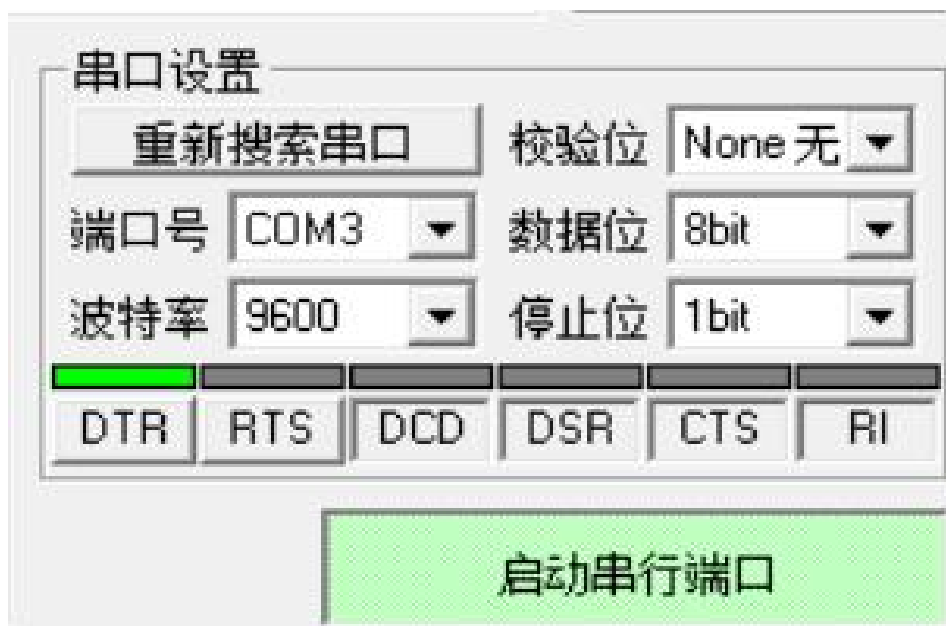 串口设置
重新搜索串口 校验位 None 无
端口号 COM3 数据位 8bit
波特率 9600 停止位 1bit
DTR RTS DCD DSR CTS RI
启动串行端口